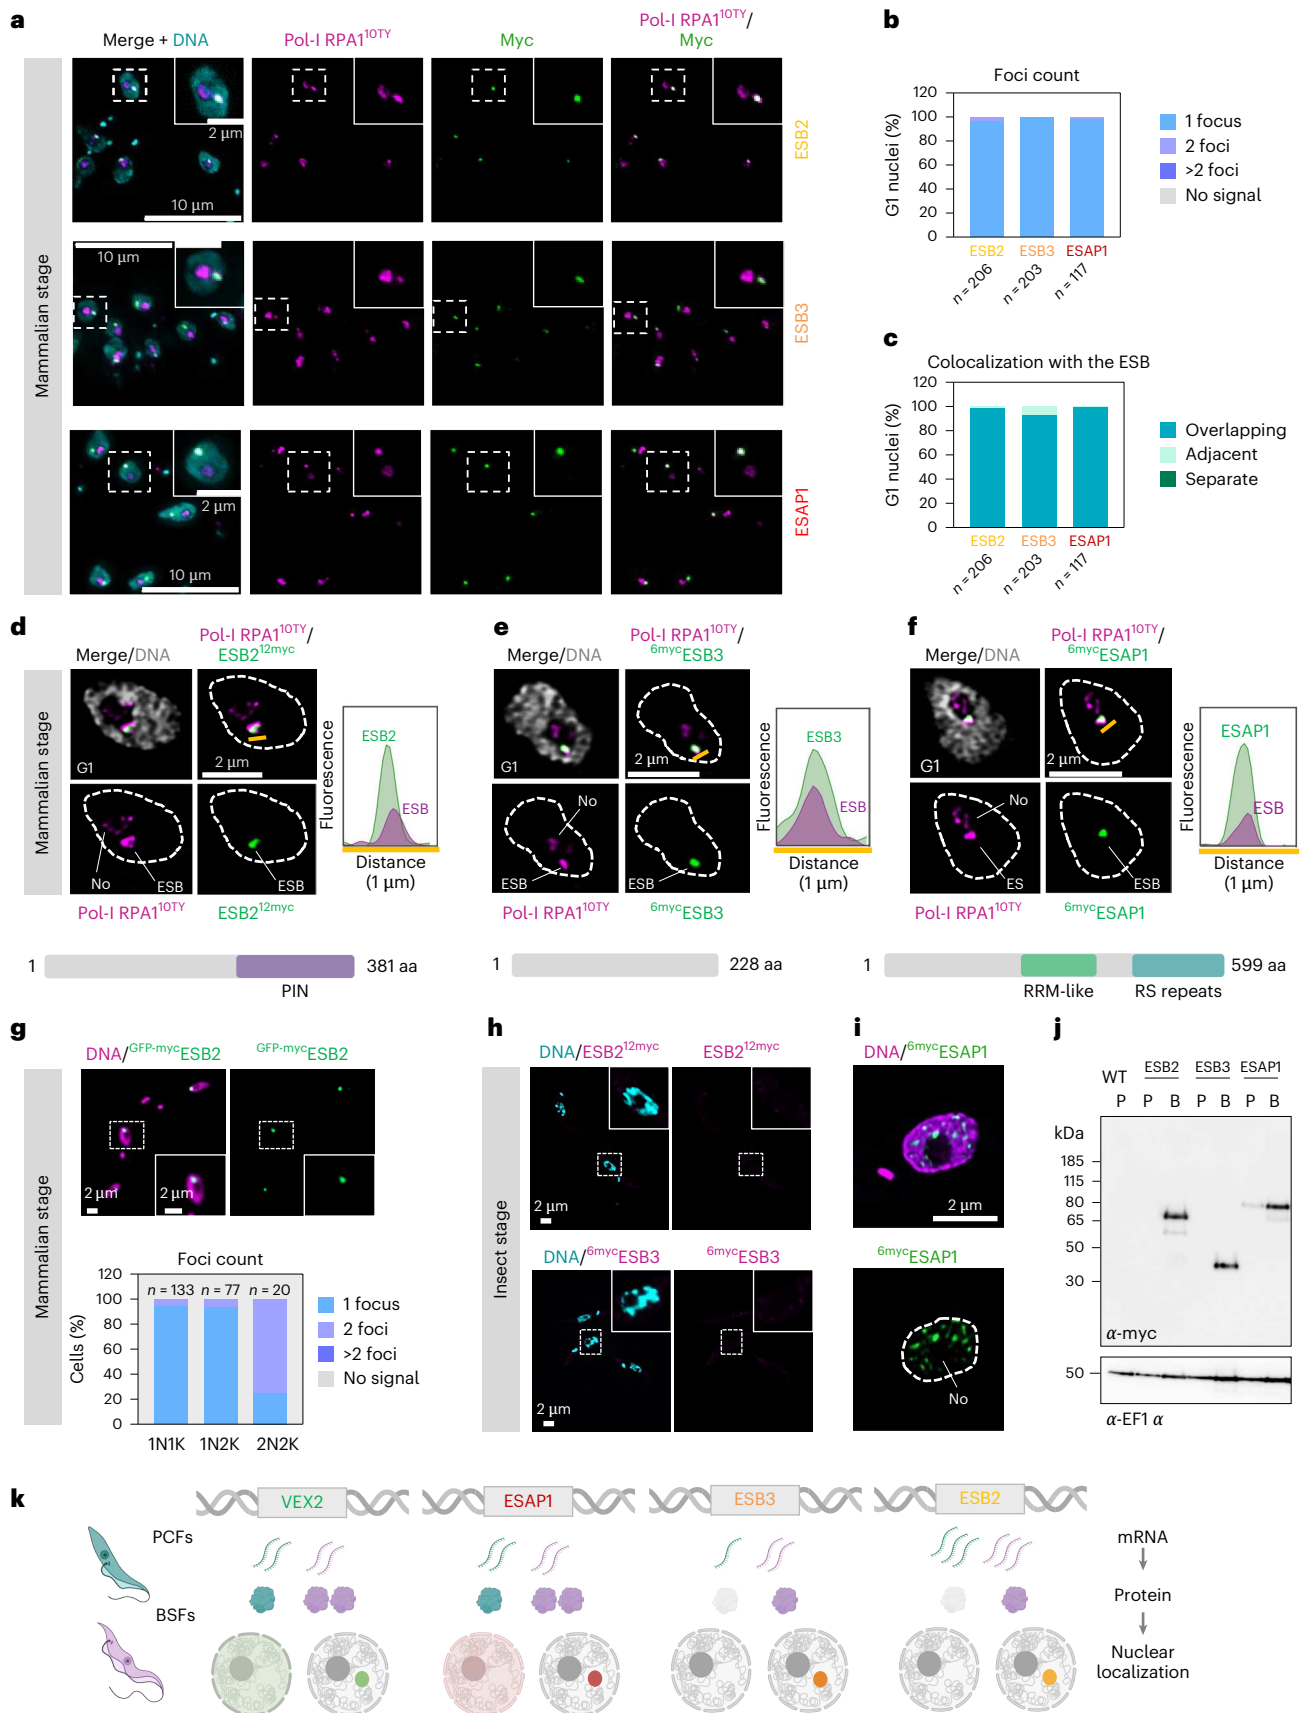 a
Merge + DNA
Pol-I RPA1^10TY
Myc
Pol-I RPA1^10TY/
Myc
Mammalian stage
2 µm
10 µm
ESB2
10 µm
ESB3
2 µm
10 µm
ESAP1
b
Foci count
G1 nuclei (%)
120
100
80
60
40
20
0
ESB2
ESB3
ESAP1
n = 206
n = 203
n = 117
1 focus
2 foci
>2 foci
No signal
c
Colocalization with the ESB
G1 nuclei (%)
120
100
80
60
40
20
0
ESB2
ESB3
ESAP1
n = 206
n = 203
n = 117
Overlapping
Adjacent
Separate
d
Mammalian stage
Merge/DNA
Pol-I RPA1^10TY/
ESB2^12myc
G1
2 µm
No
ESB
ESB
Pol-I RPA1^10TY
ESB2^12myc
Fluorescence
ESB2
ESB
Distance
(1 µm)
1
381 aa
PIN
e
Merge/DNA
Pol-I RPA1^10TY/
^6mycESB3
2 µm
No
ESB
ESB
Pol-I RPA1^10TY
^6mycESB3
Fluorescence
ESB3
ESB
Distance
(1 µm)
1
228 aa
f
Merge/DNA
Pol-I RPA1^10TY/
^6mycESAP1
G1
2 µm
No
ES
ESB
Pol-I RPA1^10TY
^6mycESAP1
Fluorescence
ESAP1
ESB
Distance
(1 µm)
1
599 aa
RRM-like
RS repeats
g
Mammalian stage
DNA/^GFP-mycESB2
^GFP-mycESB2
2 µm
2 µm
Foci count
Cells (%)
120
100
80
60
40
20
0
n = 133
n = 77
n = 20
1N1K
1N2K
2N2K
1 focus
2 foci
>2 foci
No signal
h
Insect stage
DNA/ESB2^12myc
ESB2^12myc
2 µm
DNA/^6mycESB3
^6mycESB3
2 µm
i
DNA/^6mycESAP1
2 µm
^6mycESAP1
No
j
WT
ESB2
ESB3
ESAP1
P
P
B
P
B
P
B
kDa
185
115
80
65
50
30
α-myc
50
α-EF1 α
k
VEX2
ESAP1
ESB3
ESB2
PCFs
BSFs
mRNA
Protein
Nuclear
localization